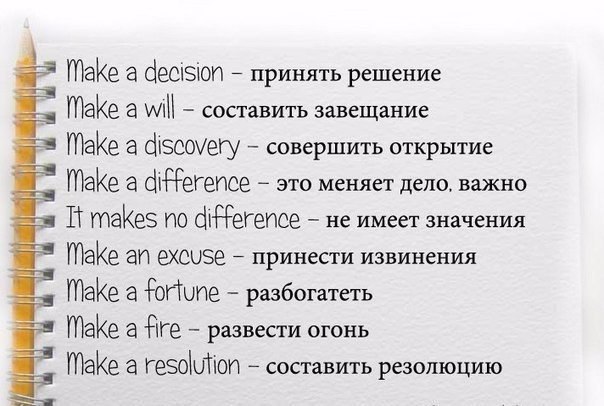 Make a decision – принять решение
Make a will – составить завещание
Make a discovery – совершить открытие
Make a difference – это меняет дело, важно
It makes no difference – не имеет значения
Make an excuse – принести извинения
Make a fortune – разбогатеть
Make a fire – развести огонь
Make a resolution – составить резолюцию